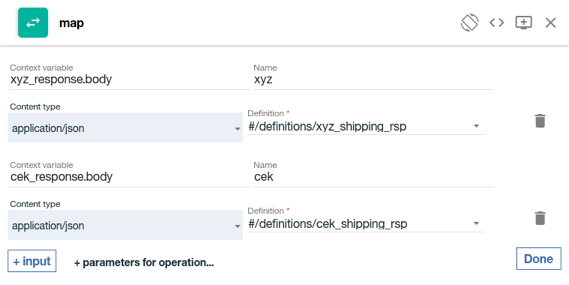 map
Context variable Name
xyz_response.body xyz
Content type Definition *
application/json #/definitions/xyz_shipping_rsp
Context variable Name
cek_response.body cek
Content type Definition *
application/json #/definitions/cek_shipping_rsp
+ input + parameters for operation... Done